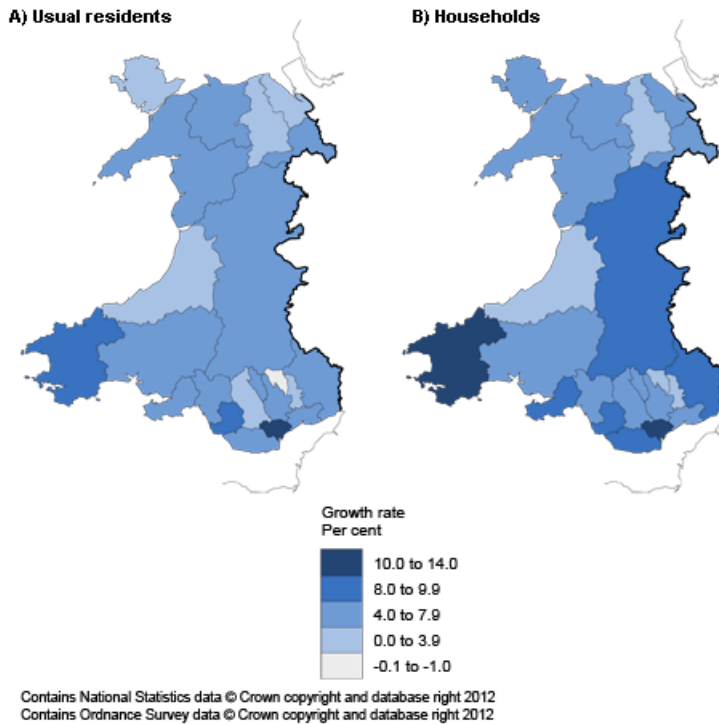 A) Usual residents
B) Households
Growth rate
Per cent
10.0 to 14.0
8.0 to 9.9
4.0 to 7.9
0.0 to 3.9
-0.1 to -1.0
Contains National Statistics data © Crown copyright and database right 2012
Contains Ordnance Survey data © Crown copyright and database right 2012